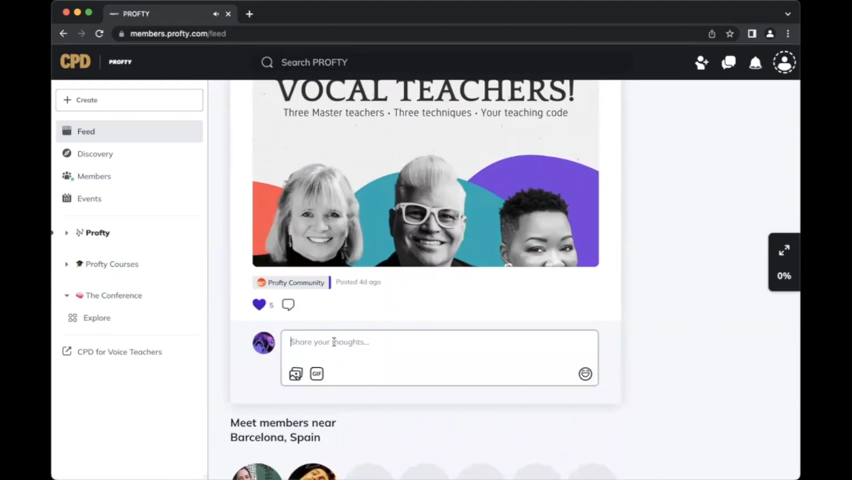 PROFTY
members.profty.com/feed
CPD PROFTY
Search PROFTY
Create
Feed
Discovery
Members
Events
Profty
Profty Courses
The Conference
Explore
CPD for Voice Teachers
VOCAL TEACHERS!
Three Master teachers • Three techniques • Your teaching code
Profty Community
Posted 4d ago
5
Share your thoughts...
GIF
Meet members near
Barcelona, Spain
0%